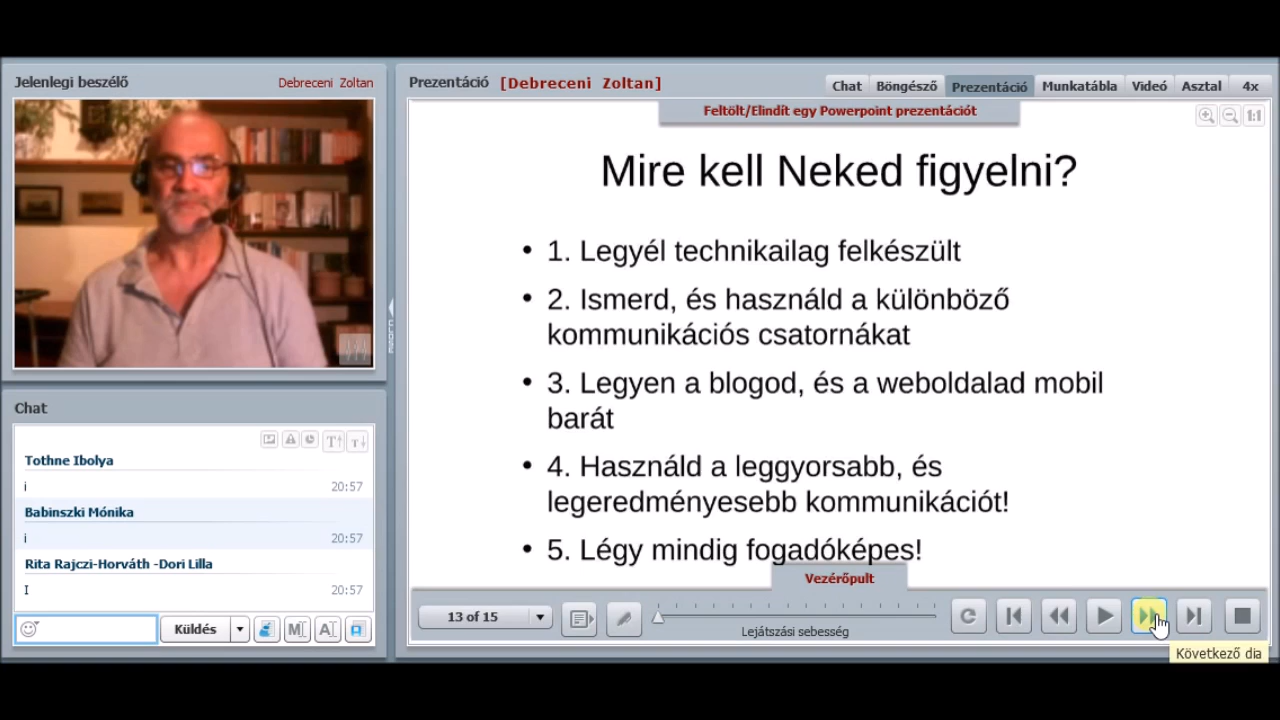 Jelenlegi beszélő
Debreceni Zoltan
Prezentáció [Debreceni Zoltan]
Chat Böngésző Prezentáció Munkatábla Videó Asztal 4x
Feltölt/Elindít egy Powerpoint prezentációt
1:1
Mire kell Neked figyelni?
• 1. Legyél technikailag felkészült
• 2. Ismerd, és használd a különböző
kommunikációs csatornákat
• 3. Legyen a blogod, és a weboldalad mobil
barát
• 4. Használd a leggyorsabb, és
legeredményesebb kommunikációt!
• 5. Légy mindig fogadóképes!
Vezérőpult
13 of 15
Lejátszási sebesség
Következő dia
Chat
Tothne Ibolya
i 20:57
Babinszki Mónika
i 20:57
Rita Rajczi-Horváth -Dori Lilla
I 20:57
Küldés